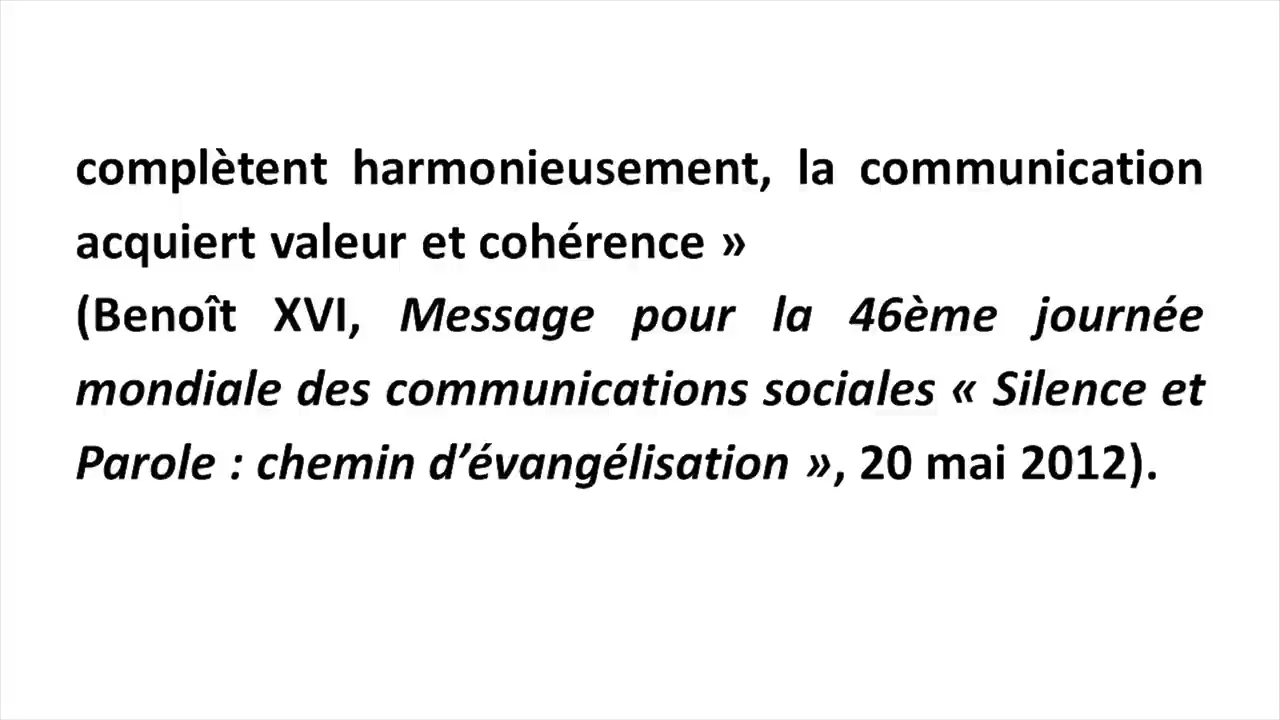 complètent harmonieusement, la communication
acquiert valeur et cohérence »
(Benoît XVI, Message pour la 46ème journée
mondiale des communications sociales « Silence et
Parole : chemin d’évangélisation », 20 mai 2012).